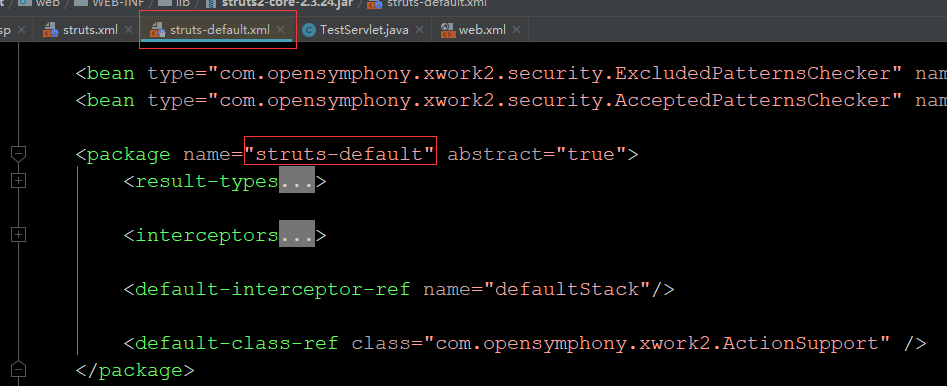 web WEB-INF lib struts2-core-2.3.24.jar struts-default.xml
sp struts.xml struts-default.xml TestServlet.java web.xml
<bean type="com.opensymphony.xwork2.security.ExcludedPatternsChecker" nam
<bean type="com.opensymphony.xwork2.security.AcceptedPatternsChecker" nam
<package name="struts-default" abstract="true">
<result-types...>
<interceptors...>
<default-interceptor-ref name="defaultStack"/>
<default-class-ref class="com.opensymphony.xwork2.ActionSupport" />
</package>